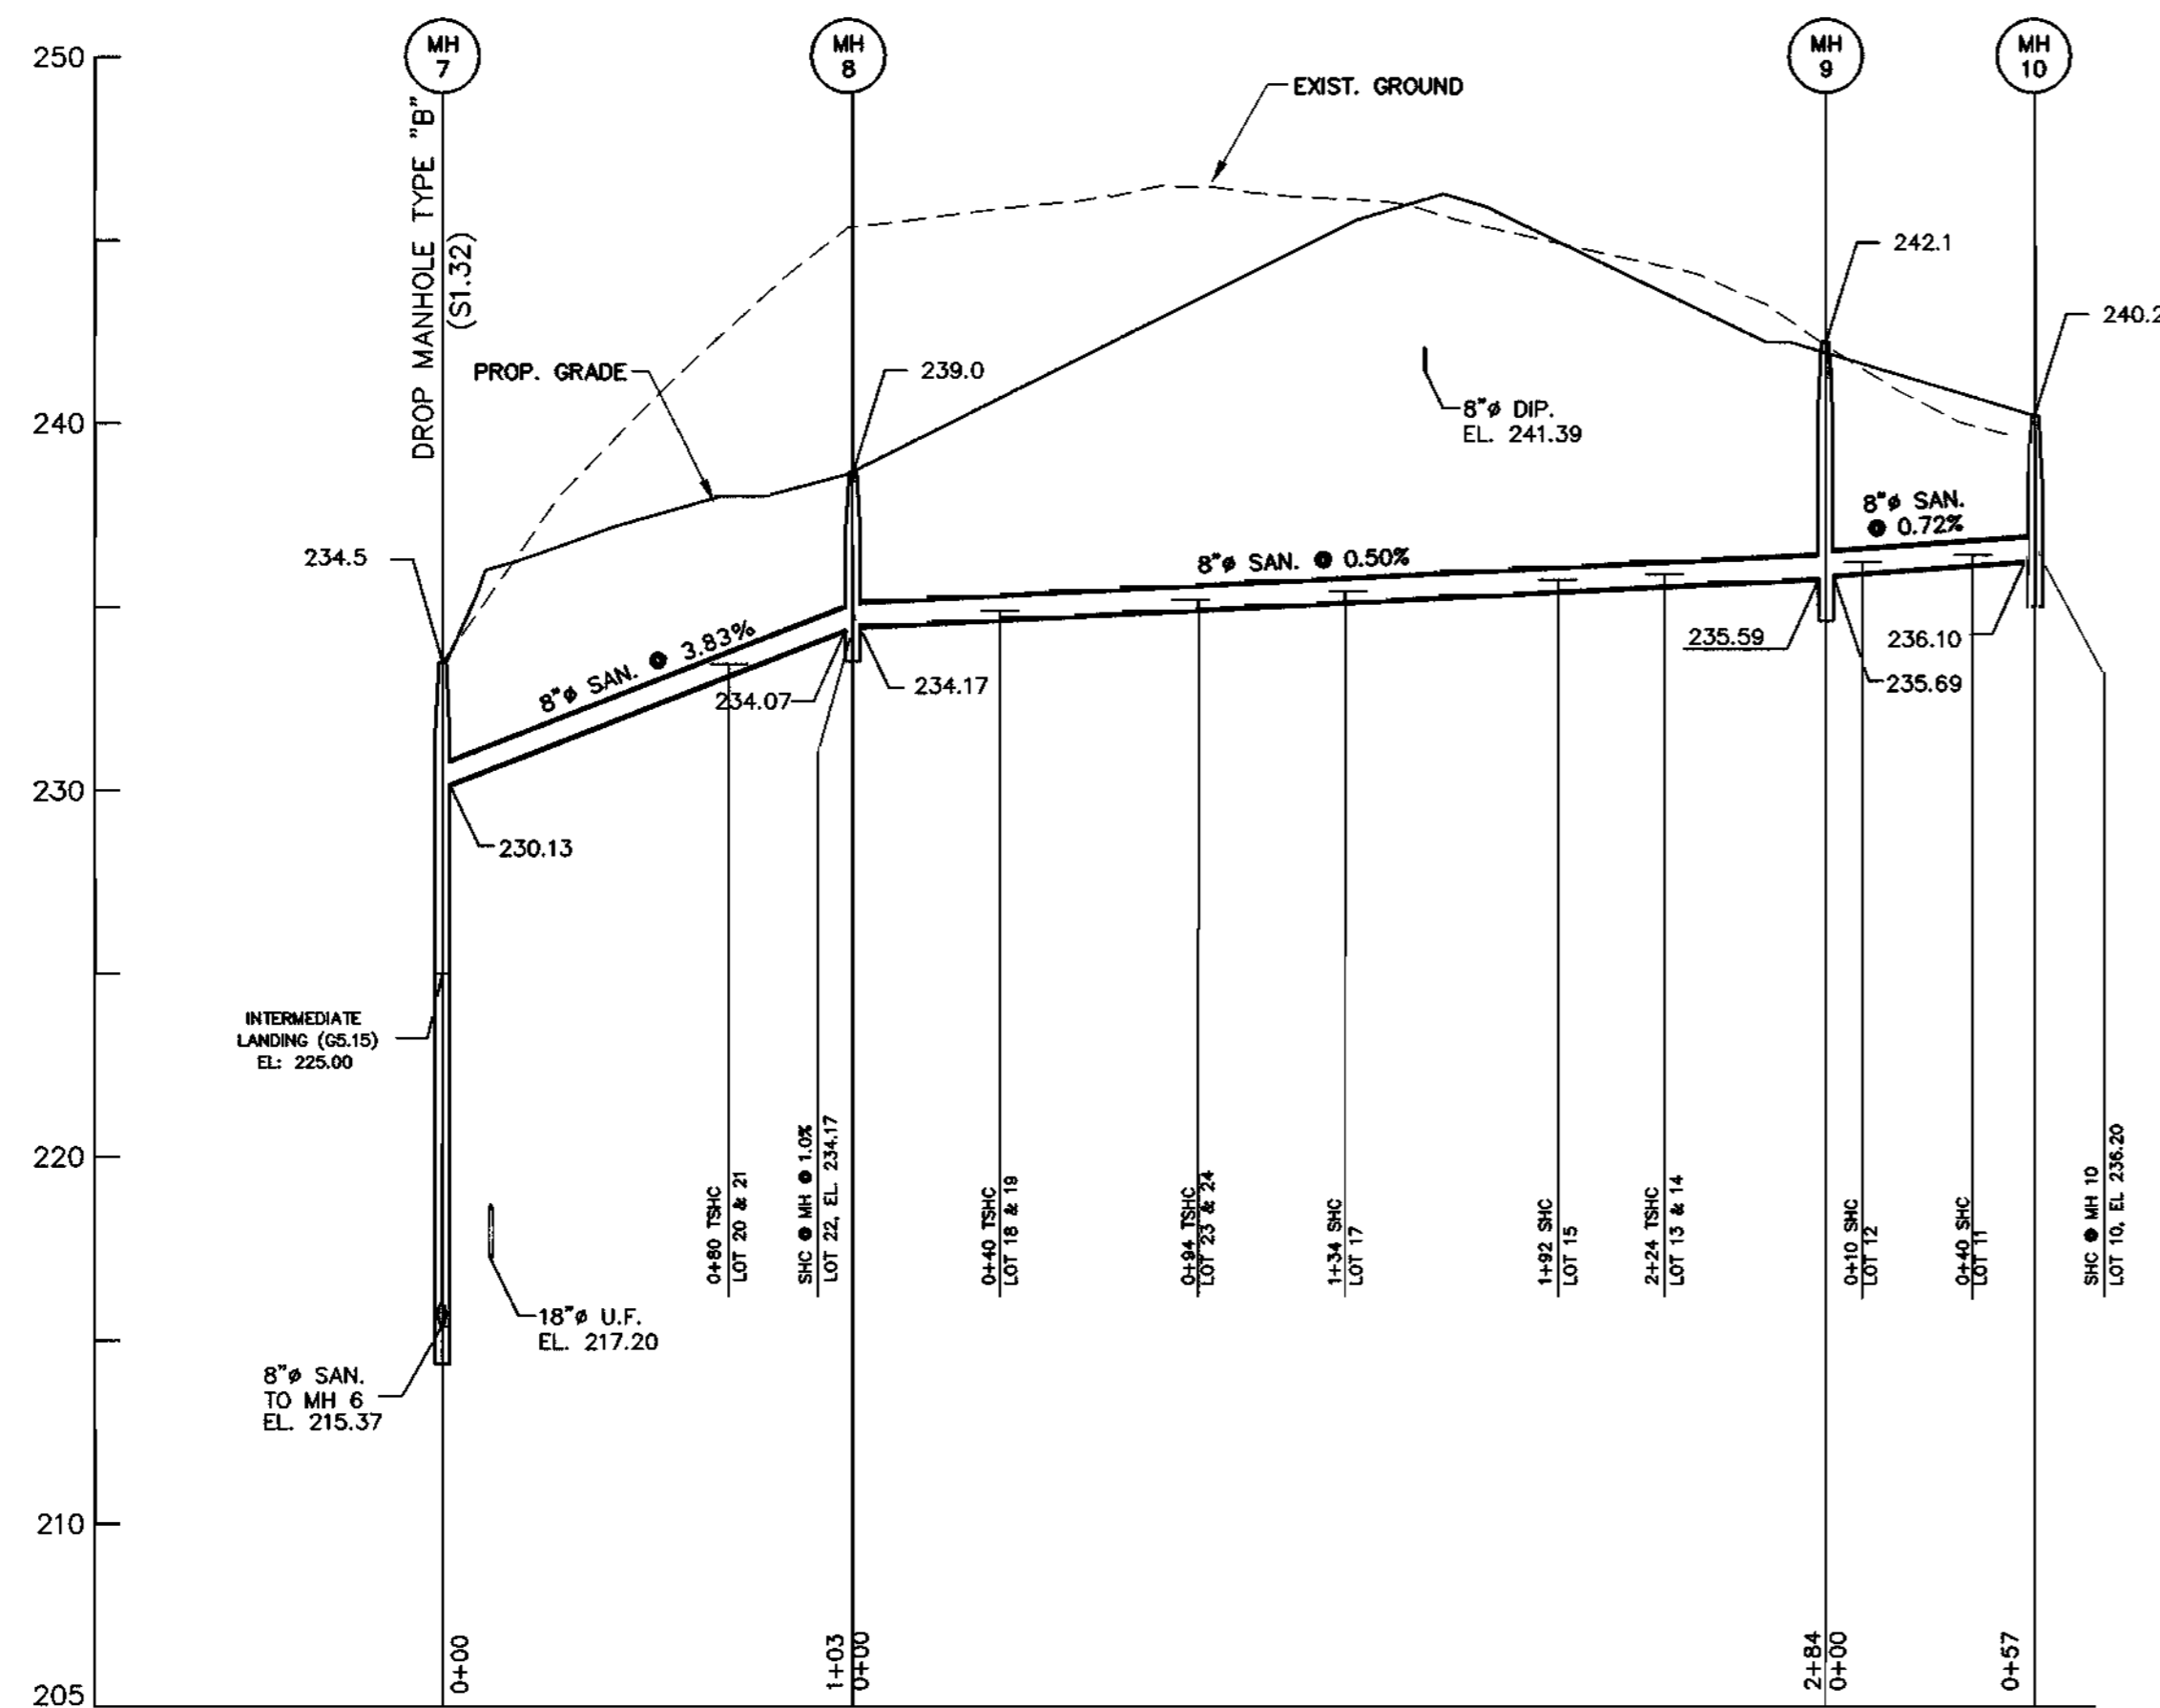 MH
7
MH
8
MH
9
MH
10
250
240
230
220
210
205
DROP MANHOLE TYPE "B"
(S1.32)
EXIST. GROUND
PROP. GRADE
234.5
239.0
242.1
240.2
8"ø DIP.
EL. 241.39
8"ø SAN. @ 3.83%
8"ø SAN. @ 0.50%
8"ø SAN.
@ 0.72%
230.13
234.07
234.17
235.59
235.69
236.10
INTERMEDIATE
LANDING (G5.15)
EL: 225.00
18"ø U.F.
EL. 217.20
8"ø SAN.
TO MH 6
EL. 215.37
0+80 TSHC
LOT 20 & 21
SHC @ MH @ 1.0%
LOT 22, EL. 234.17
0+40 TSHC
LOT 18 & 19
0+94 TSHC
LOT 23 & 24
1+34 SHC
LOT 17
1+92 SHC
LOT 15
2+24 TSHC
LOT 13 & 14
0+10 SHC
LOT 12
0+40 SHC
LOT 11
SHC @ MH 10
LOT 10, EL 236.20
0+00
1+03
0+00
2+84
0+00
0+57